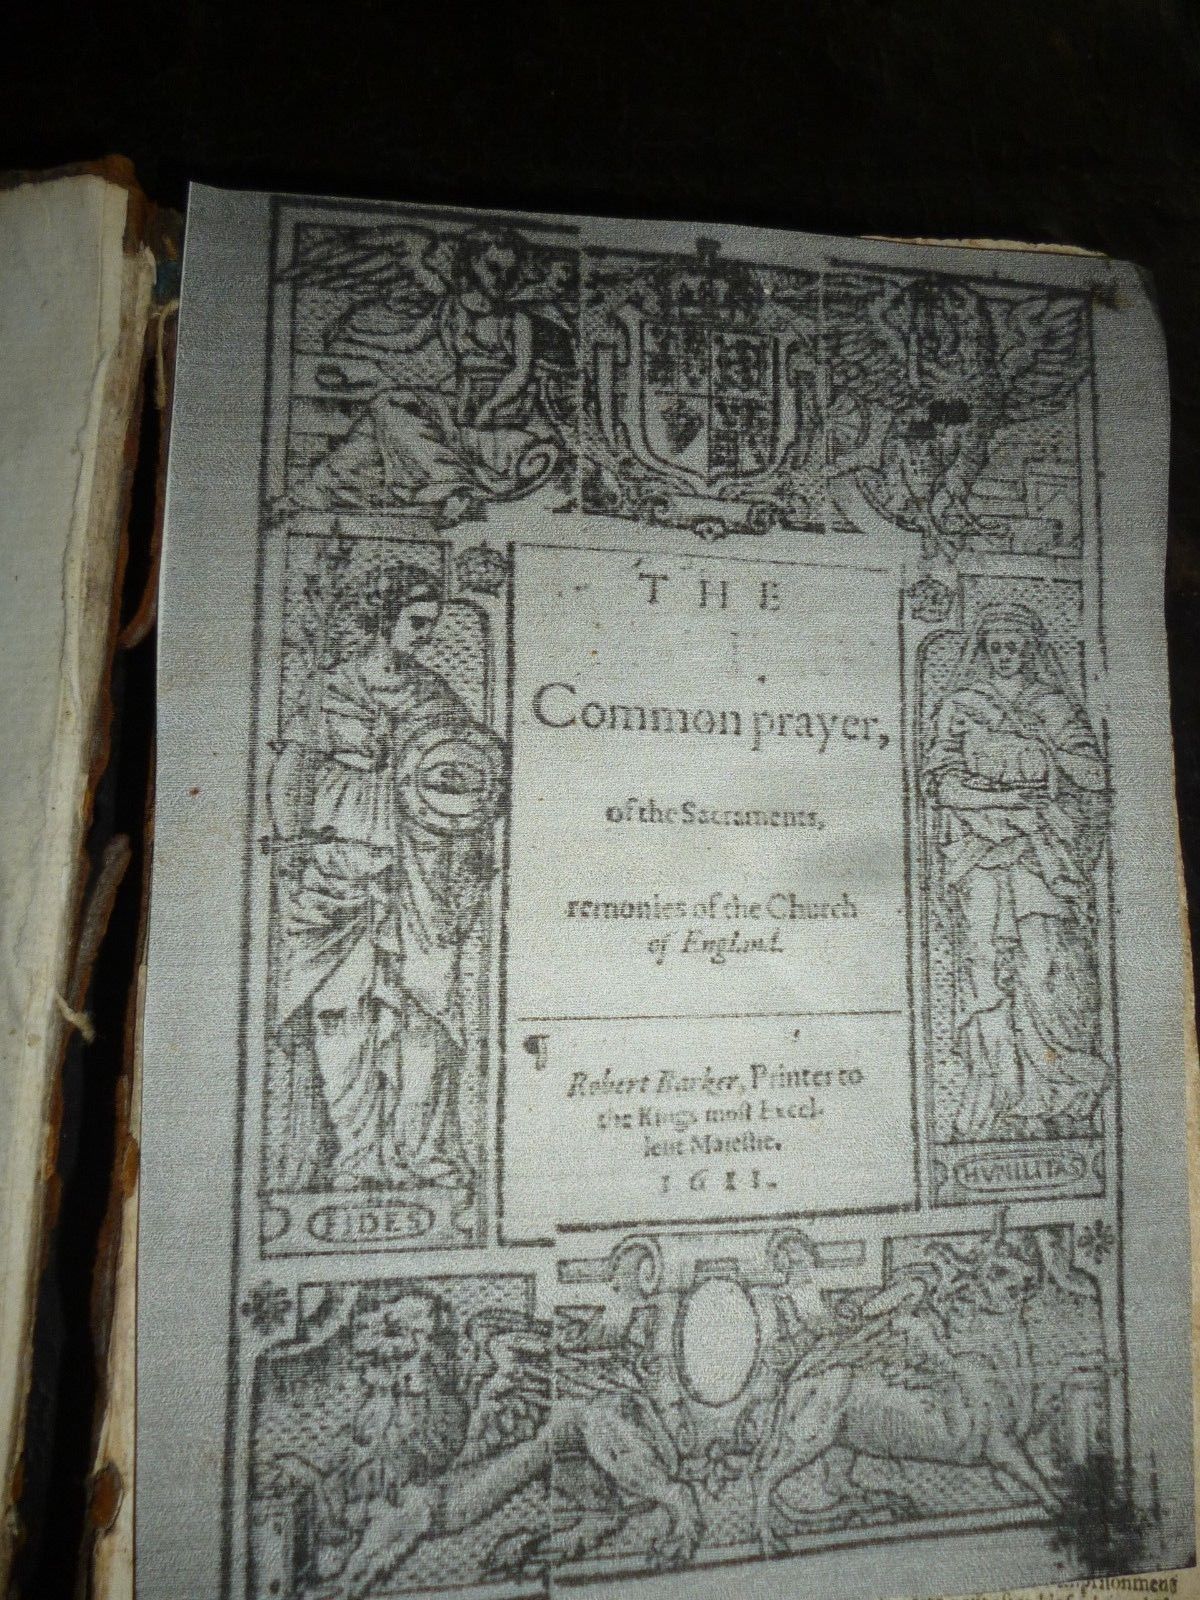 THE
Common prayer,
of the Sacraments,
remonies of the Church
of England.
¶
Robert Barker, Printer to
the Kings most Excel-
lent Maiestie.
1611.
FIDES
HVMILITAS